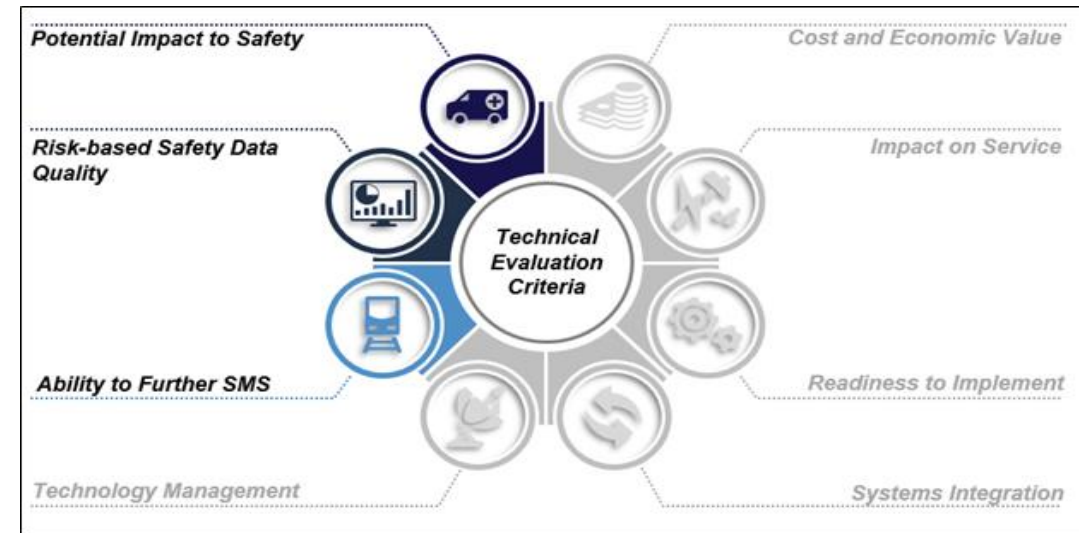 Potential Impact to Safety
Cost and Economic Value
Risk-based Safety Data
Quality
Impact on Service
Technical
Evaluation
Criteria
Ability to Further SMS
Readiness to Implement
Technology Management
Systems Integration